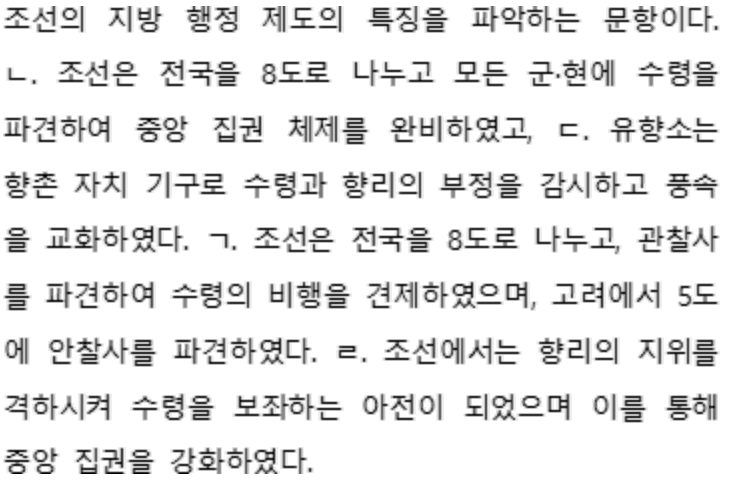 조선의 지방 행정 제도의 특징을 파악하는 문항이다.
ㄴ. 조선은 전국을 8도로 나누고 모든 군·현에 수령을
파견하여 중앙 집권 체제를 완비하였고, ㄷ. 유향소는
향촌 자치 기구로 수령과 향리의 부정을 감시하고 풍속
을 교화하였다. ㄱ. 조선은 전국을 8도로 나누고, 관찰사
를 파견하여 수령의 비행을 견제하였으며, 고려에서 5도
에 안찰사를 파견하였다. ㄹ. 조선에서는 향리의 지위를
격하시켜 수령을 보좌하는 아전이 되었으며 이를 통해
중앙 집권을 강화하였다.